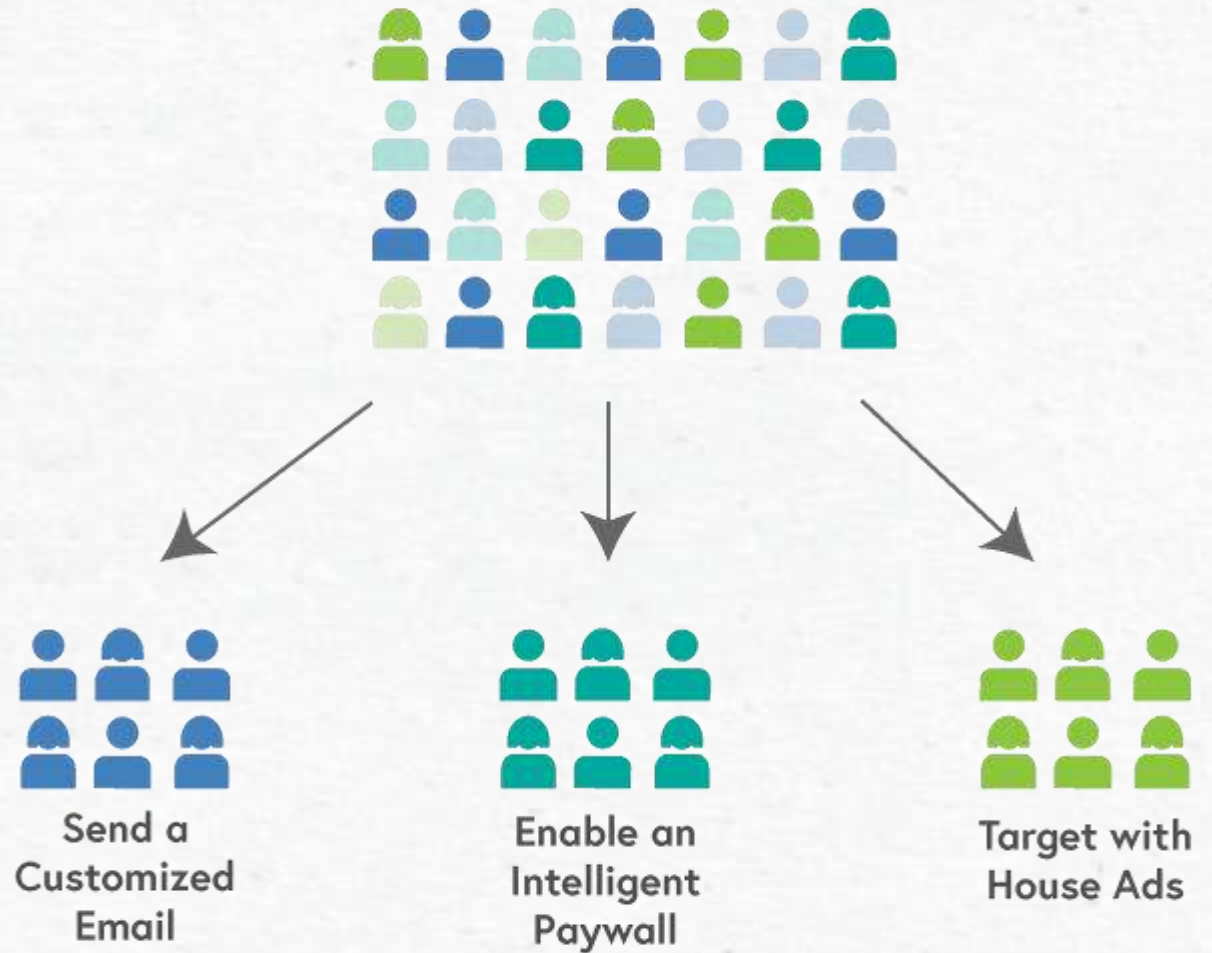 Send a
Customized
Email
Enable an
Intelligent
Paywall
Target with
House Ads